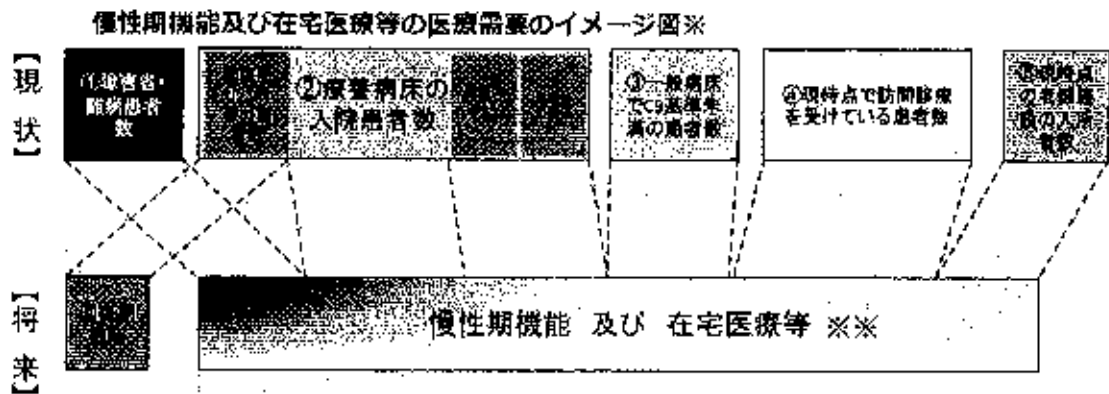 慢性期機能及び在宅医療等の医療需要のイメージ図※
【現状】
①障害者・
難病患者
数
②療養病床の
入院患者数
③一般病床
でC3基準未
満の患者数
④現時点で訪問診療
を受けている患者数
⑤現時点
の老健施
設の入所
者数
【将来】
慢性期機能 及び 在宅医療等 ※※